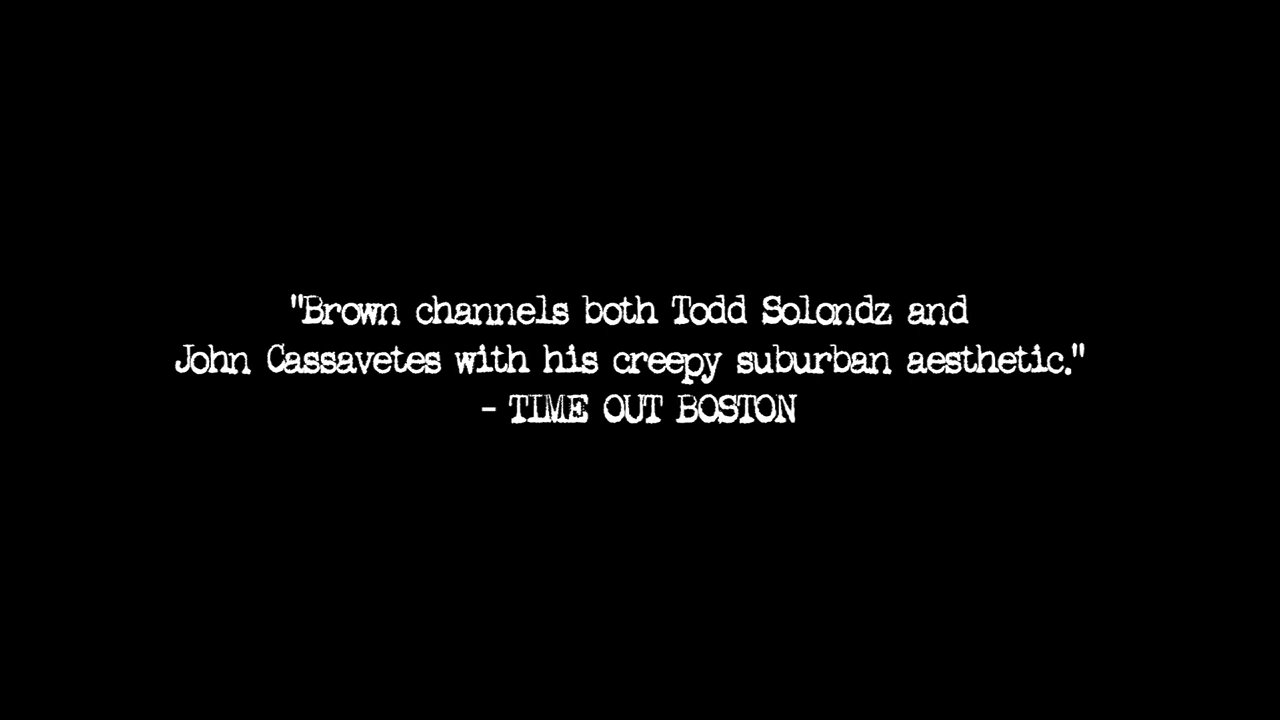 "Brown channels both Todd Solondz and
John Cassavetes with his creepy suburban aesthetic."
- TIME OUT BOSTON